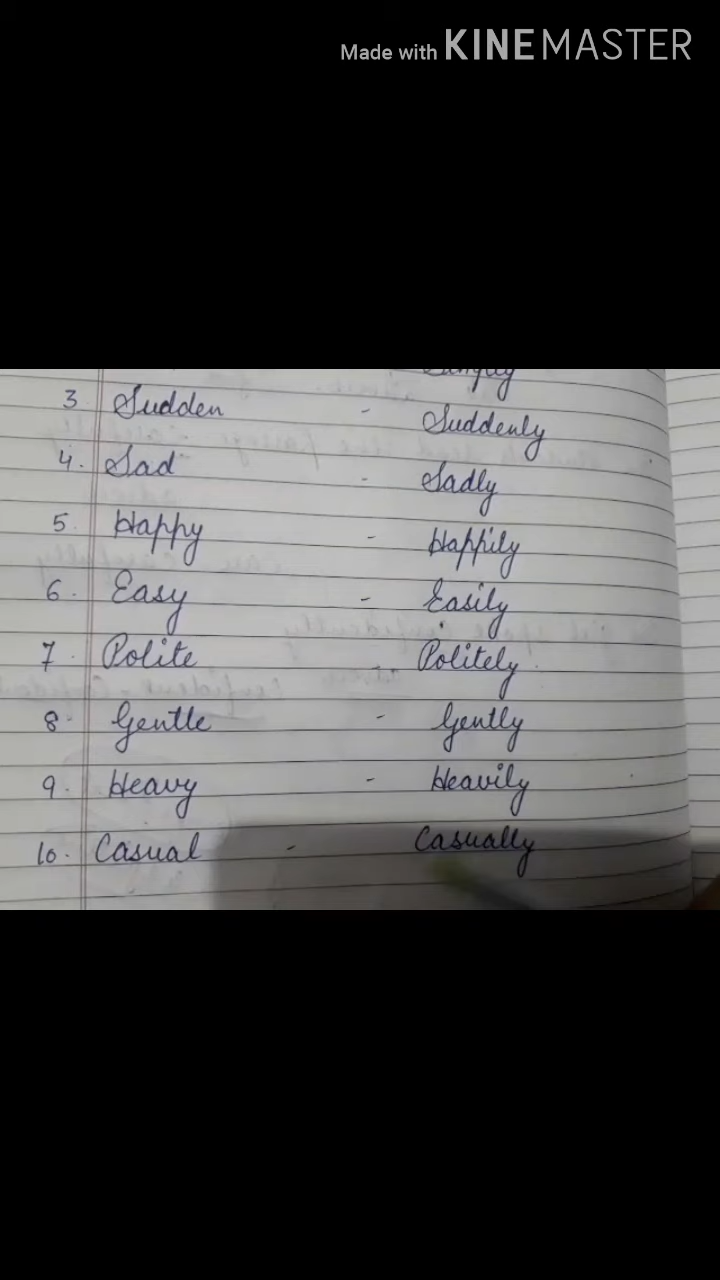 Made with KINEMASTER
3 Sudden - Suddenly
4. Sad - Sadly
5. Happy - Happily
6. Easy - Easily
7. Polite - Politely.
8. Gentle - Gently
9. Heavy - Heavily
10. Casual - Casually